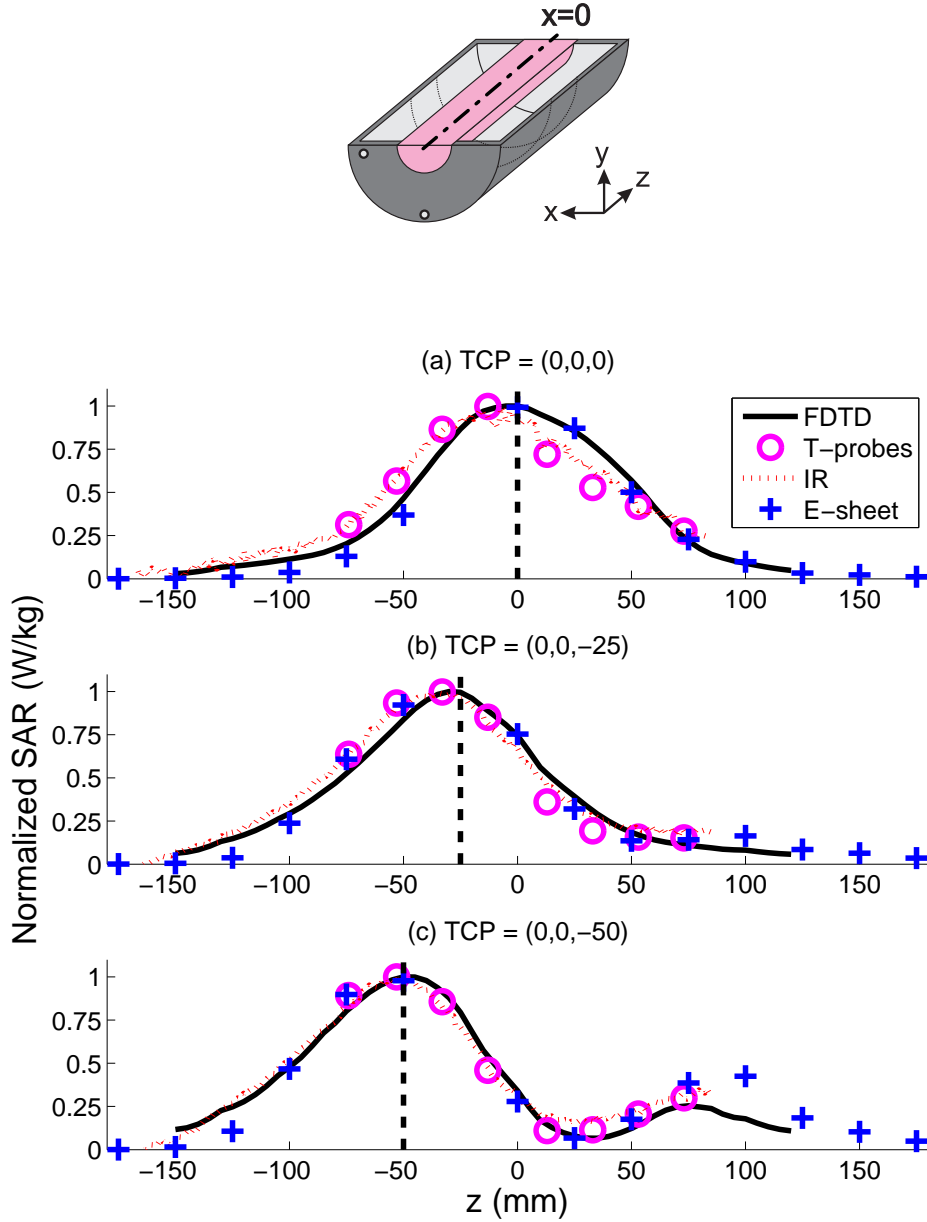 x=0
y
z
x
(a) TCP = (0,0,0)
1
0.75
0.5
0.25
0
−150
−100
−50
0
50
100
150
FDTD
T−probes
IR
E−sheet
(b) TCP = (0,0,−25)
1
0.75
0.5
0.25
0
−150
−100
−50
0
50
100
150
(c) TCP = (0,0,−50)
1
0.75
0.5
0.25
0
−150
−100
−50
0
50
100
150
Normalized SAR (W/kg)
z (mm)